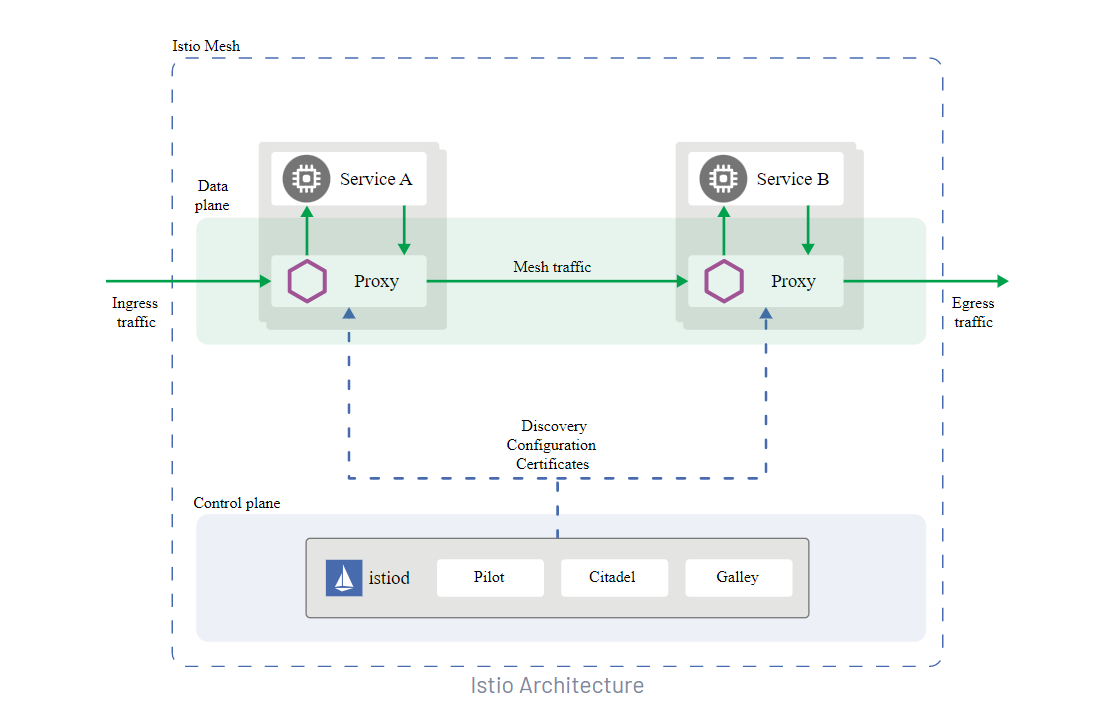 Istio Mesh
Data
plane
Service A
Service B
Proxy
Mesh traffic
Proxy
Ingress
traffic
Egress
traffic
Discovery
Configuration
Certificates
Control plane
istiod
Pilot
Citadel
Galley
Istio Architecture